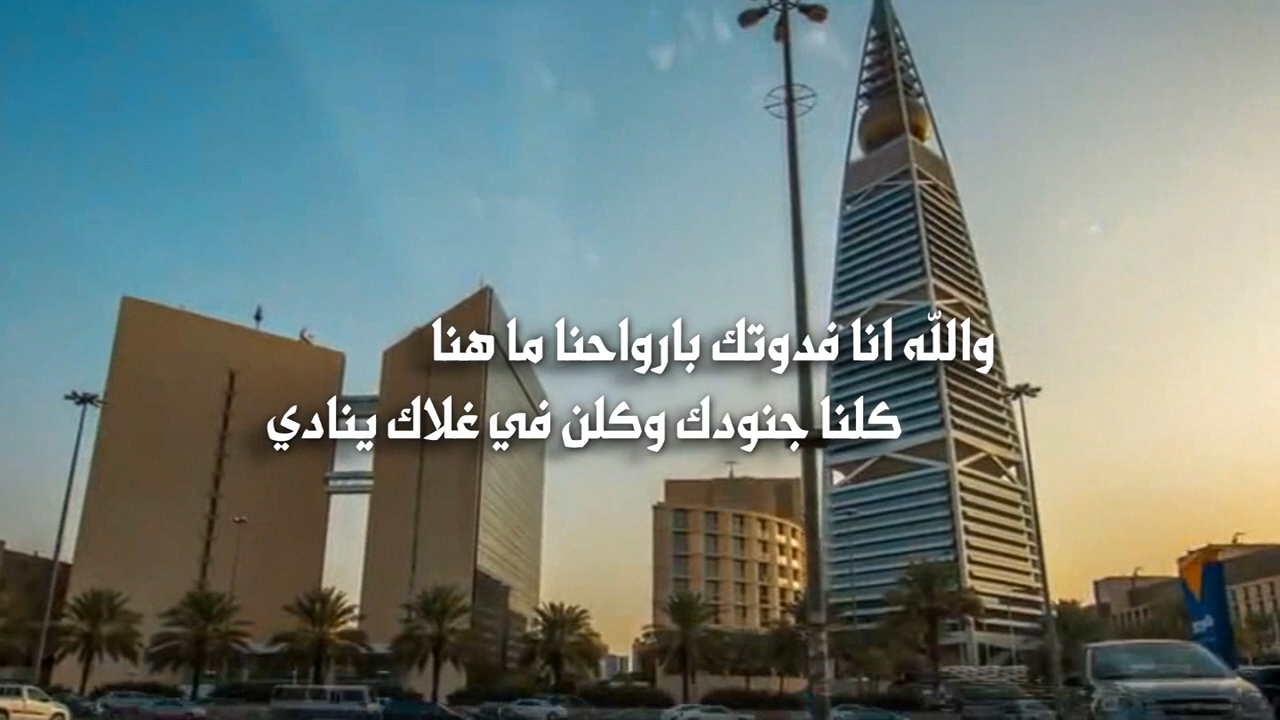 والله انا فدوتك بارواحنا ما هنا
كلنا جنودك وكلن في غلاك ينادي